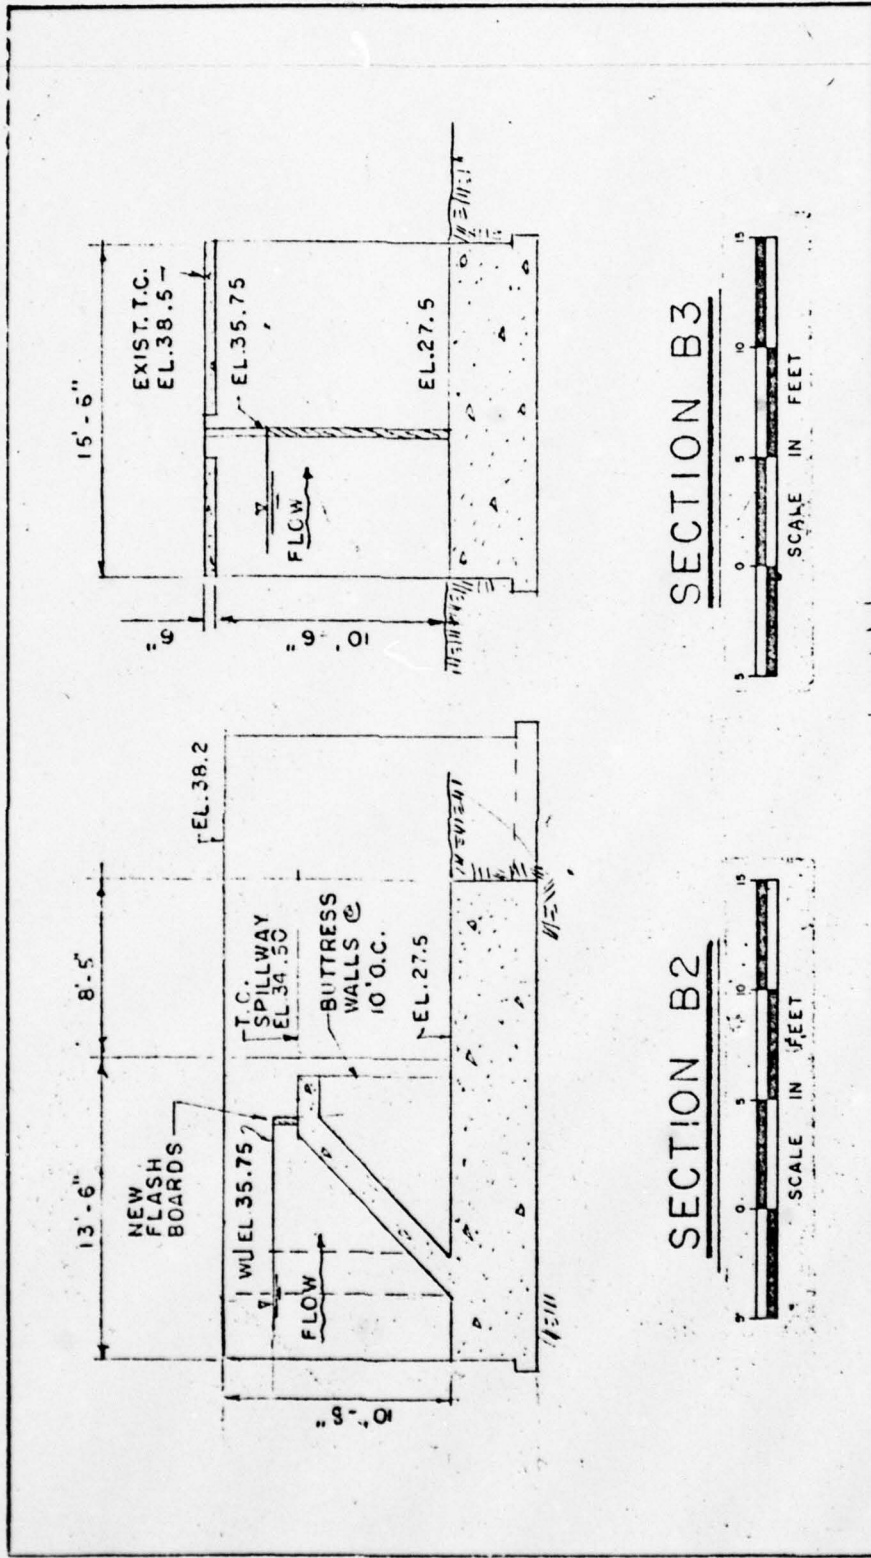 13'-6"
8'-5"
NEW
FLASH
BOARDS
EL. 35.75
FLOW
T.C.
SPILLWAY
EL 34.50
BUTTRESS
WALLS @
10' O.C.
EL. 27.5
EL. 38.2
SECTION B2
5 0 5 10 15
SCALE IN FEET
15'-6"
EXIST. T.C.
EL. 38.5
EL. 35.75
FLOW
10'-6"
6"
EL. 27.5
SECTION B3
5 0 5 10 15
SCALE IN FEET